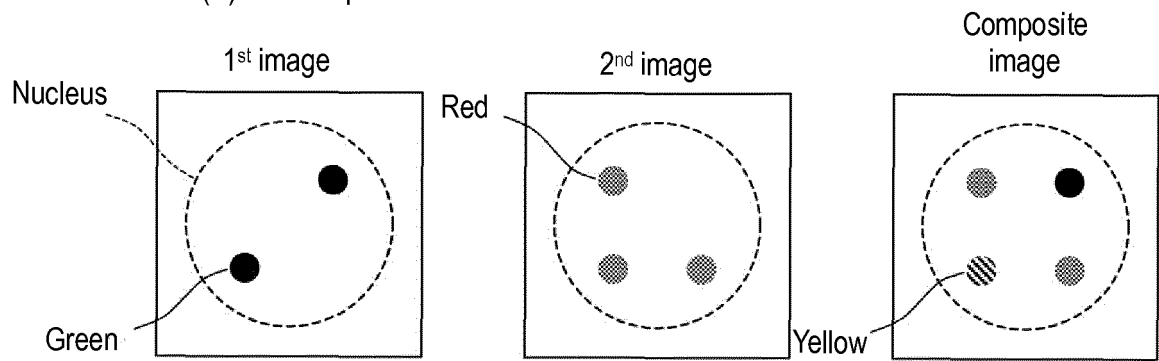 1st image
2nd image
Composite
image
Nucleus
Red
Green
Yellow